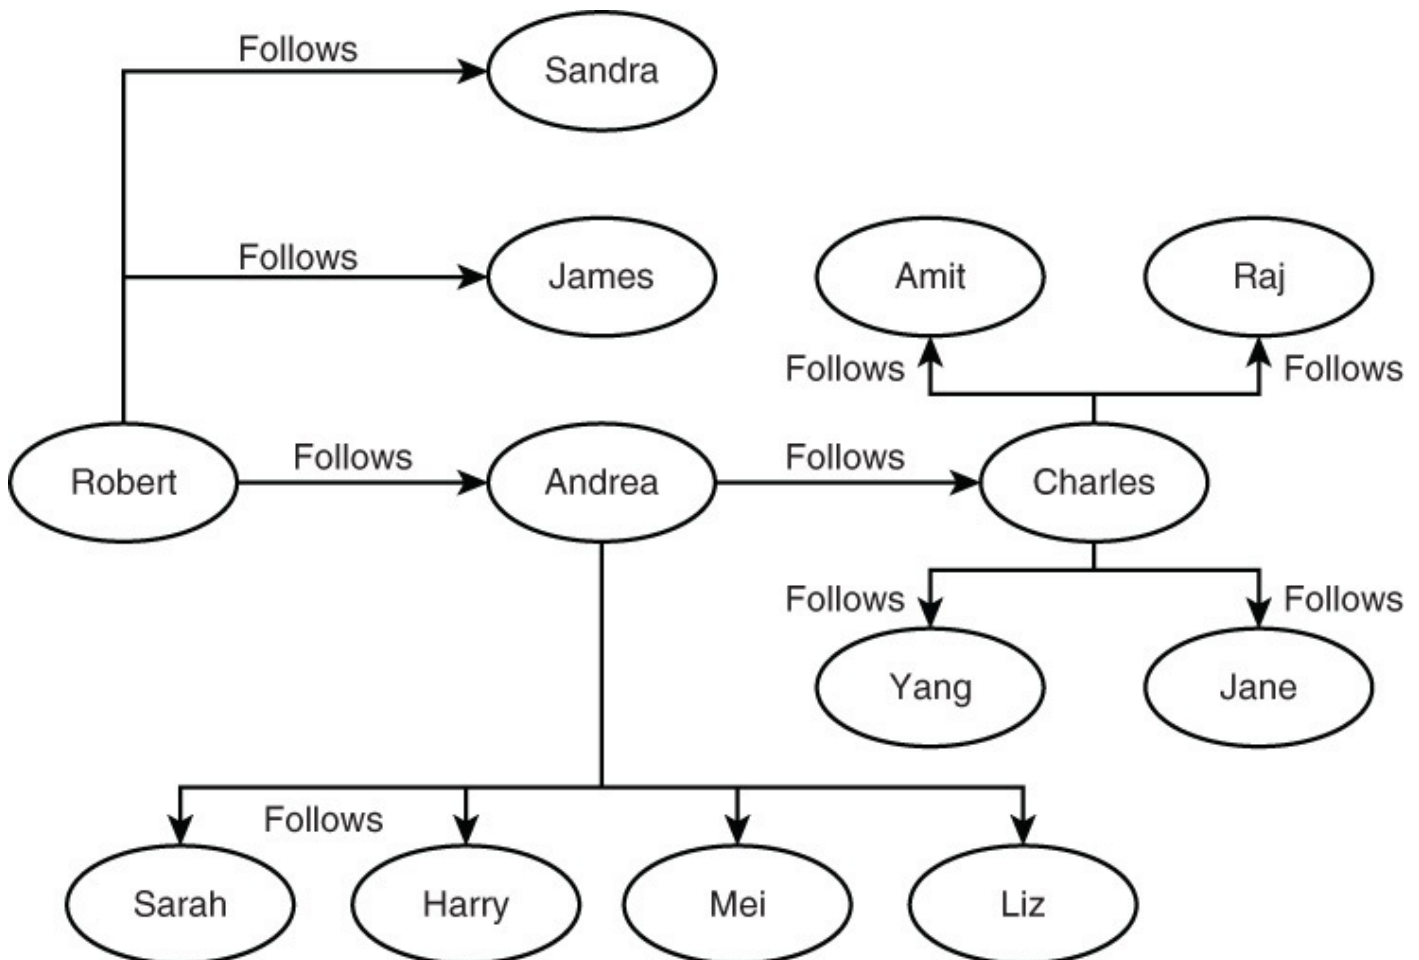 Follows
Sandra
Follows
James
Amit
Raj
Follows
Follows
Robert
Follows
Andrea
Follows
Charles
Follows
Follows
Yang
Jane
Follows
Sarah
Harry
Mei
Liz